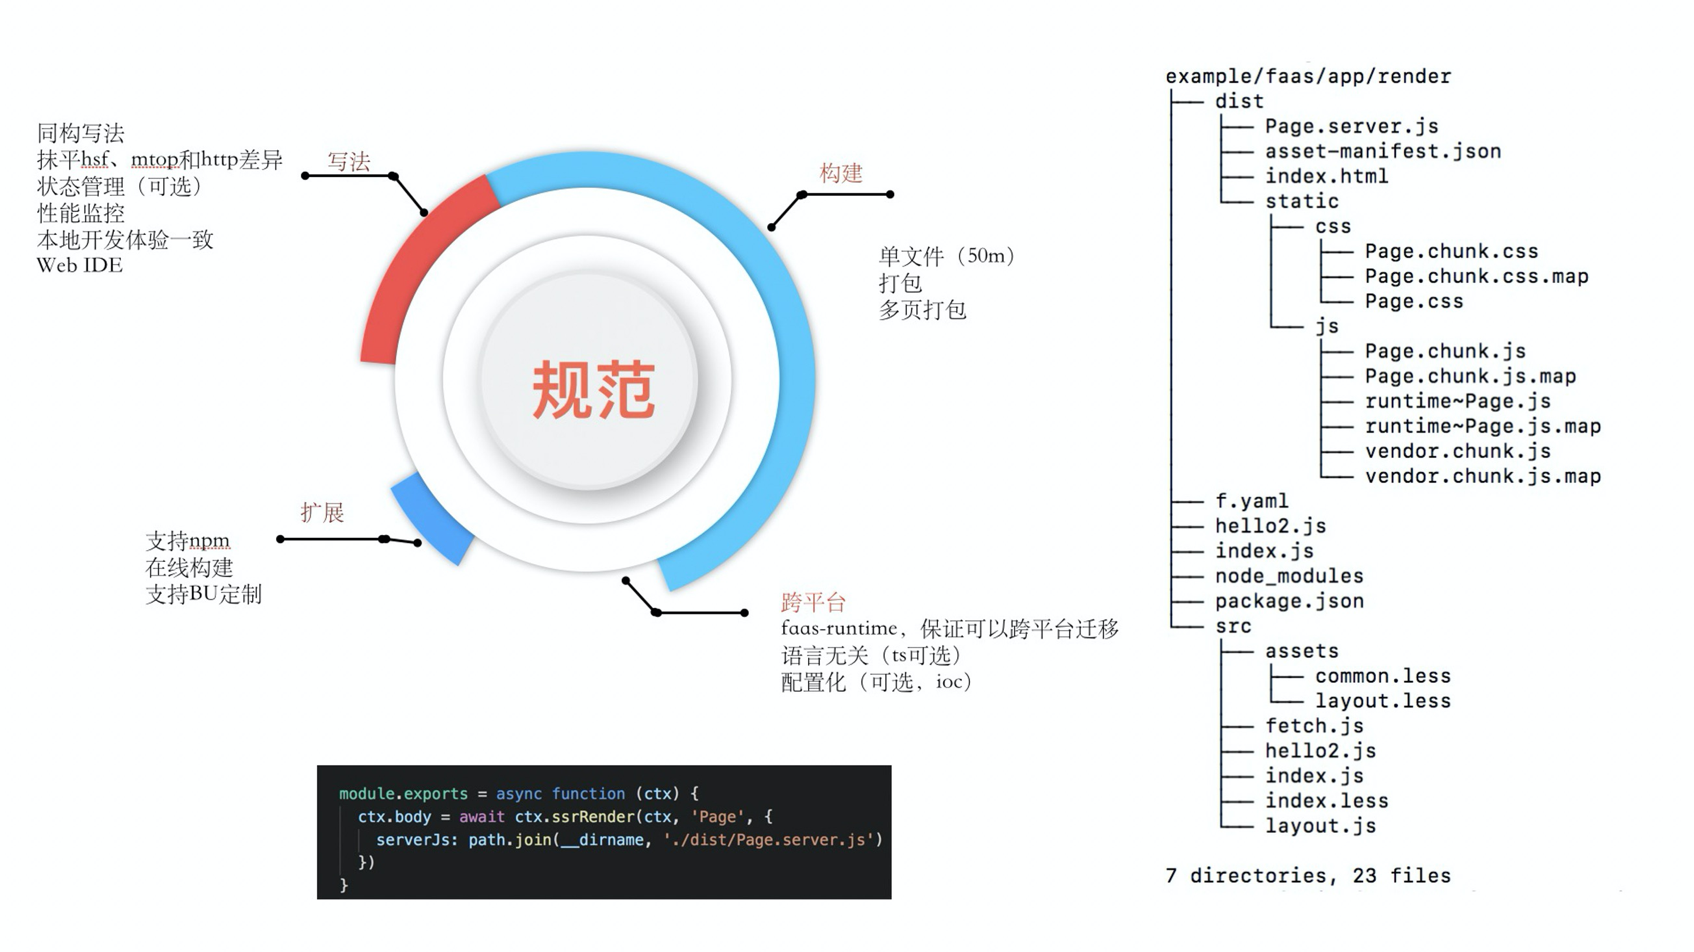 同构写法
抹平hsf、mtop和http差异
状态管理（可选）
性能监控
本地开发体验一致
Web IDE
写法
构建
单文件（50m）
打包
多页打包
规范
扩展
支持npm
在线构建
支持BU定制
跨平台
faas-runtime，保证可以跨平台迁移
语言无关（ts可选）
配置化（可选，ioc）
module.exports = async function (ctx) {
  ctx.body = await ctx.ssrRender(ctx, 'Page', {
    serverJs: path.join(__dirname, './dist/Page.server.js')
  })
}
example/faas/app/render
├── dist
│   ├── Page.server.js
│   ├── asset-manifest.json
│   ├── index.html
│   └── static
│       ├── css
│       │   ├── Page.chunk.css
│       │   ├── Page.chunk.css.map
│       │   └── Page.css
│       └── js
│           ├── Page.chunk.js
│           ├── Page.chunk.js.map
│           ├── runtime~Page.js
│           ├── runtime~Page.js.map
│           ├── vendor.chunk.js
│           └── vendor.chunk.js.map
├── f.yaml
├── hello2.js
├── index.js
├── node_modules
├── package.json
└── src
    ├── assets
    │   ├── common.less
    │   └── layout.less
    ├── fetch.js
    ├── hello2.js
    ├── index.js
    ├── index.less
    └── layout.js
7 directories, 23 files